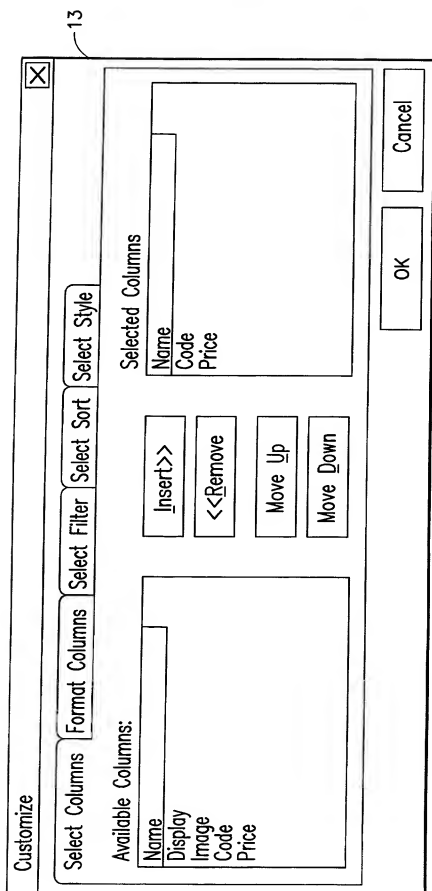 Customize
13
Select Columns
Format Columns
Select Filter
Select Sort
Select Style
Available Columns:
Name
Display
Image
Code
Price
Insert>>
<<Remove
Move Up
Move Down
Selected Columns
Name
Code
Price
OK
Cancel